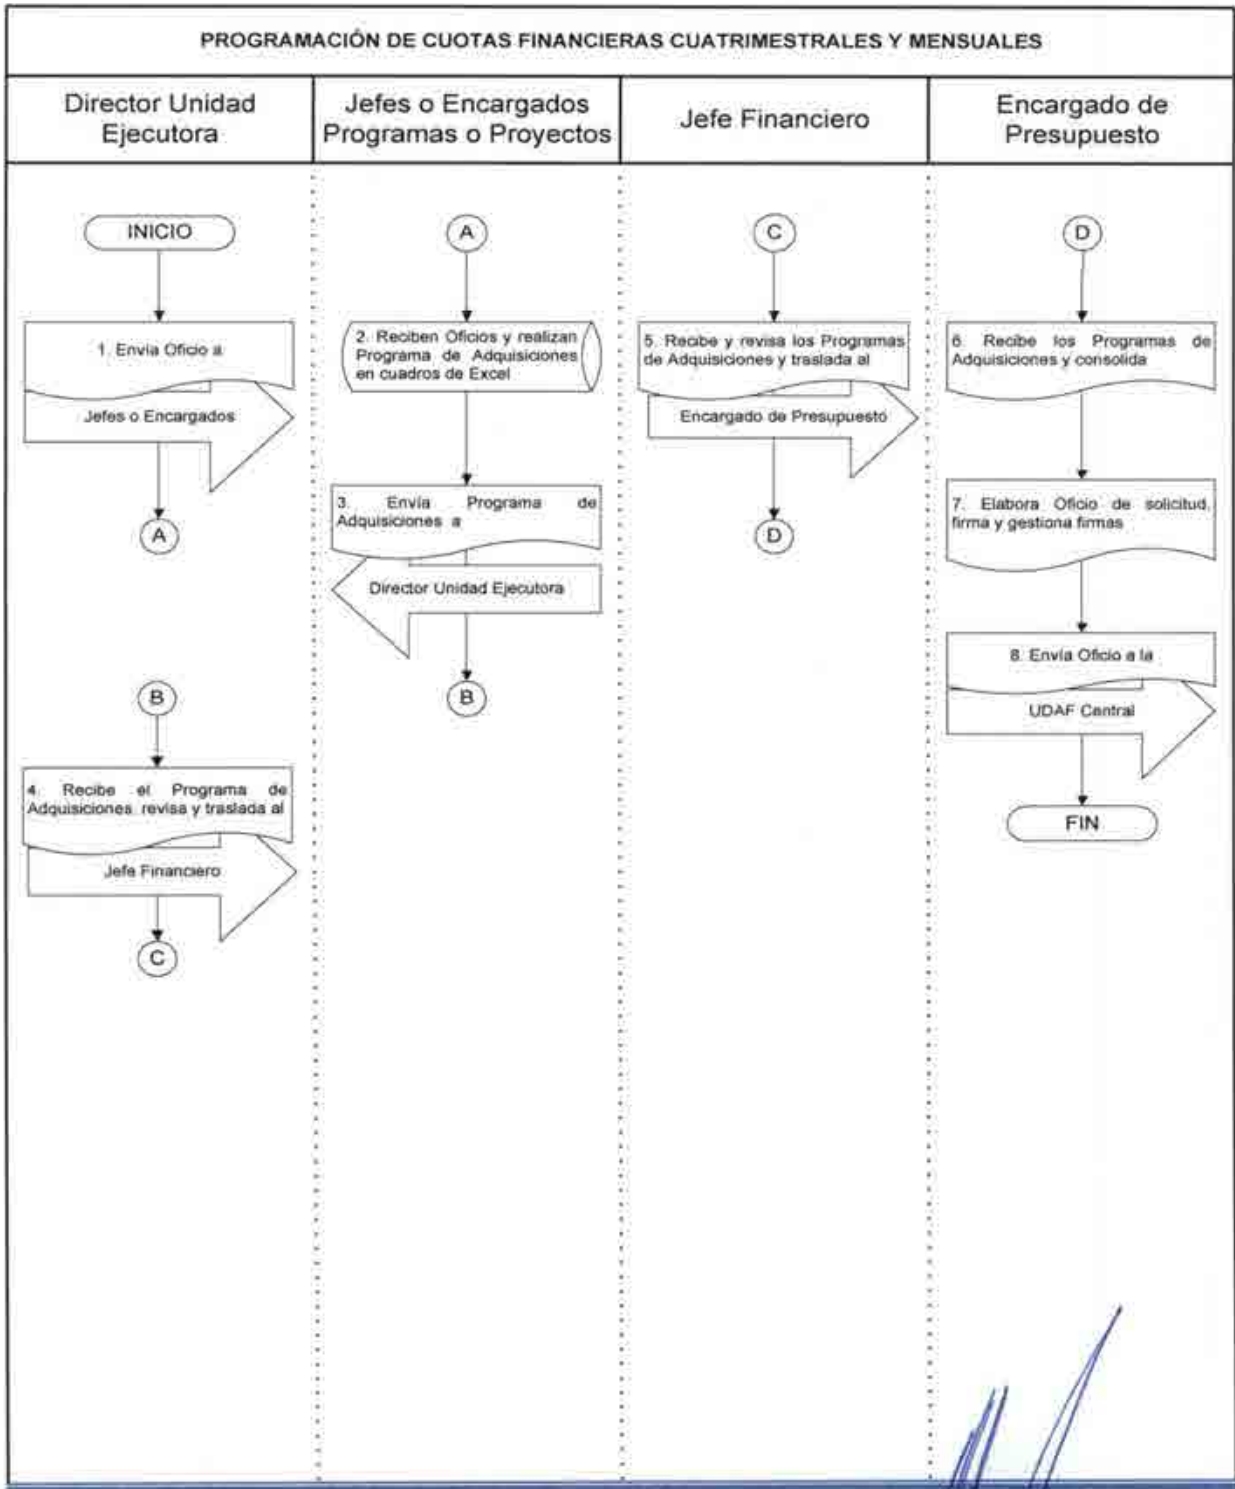 PROGRAMACIÓN DE CUOTAS FINANCIERAS CUATRIMESTRALES Y MENSUALES
Director Unidad
Ejecutora
Jefes o Encargados
Programas o Proyectos
Jefe Financiero
Encargado de
Presupuesto
INICIO
1. Envía Oficio a
Jefes o Encargados
A
B
4. Recibe el Programa de
Adquisiciones, revisa y traslada al
Jefe Financiero
C
A
2. Reciben Oficios y realizan
Programa de Adquisiciones
en cuadros de Excel
3. Envía Programa de
Adquisiciones a
Director Unidad Ejecutora
B
C
5. Recibe y revisa los Programas
de Adquisiciones y traslada al
Encargado de Presupuesto
D
D
6. Recibe los Programas de
Adquisiciones y consolida
7. Elabora Oficio de solicitud,
firma y gestiona firmas
8. Envía Oficio a la
UDAF Central
FIN